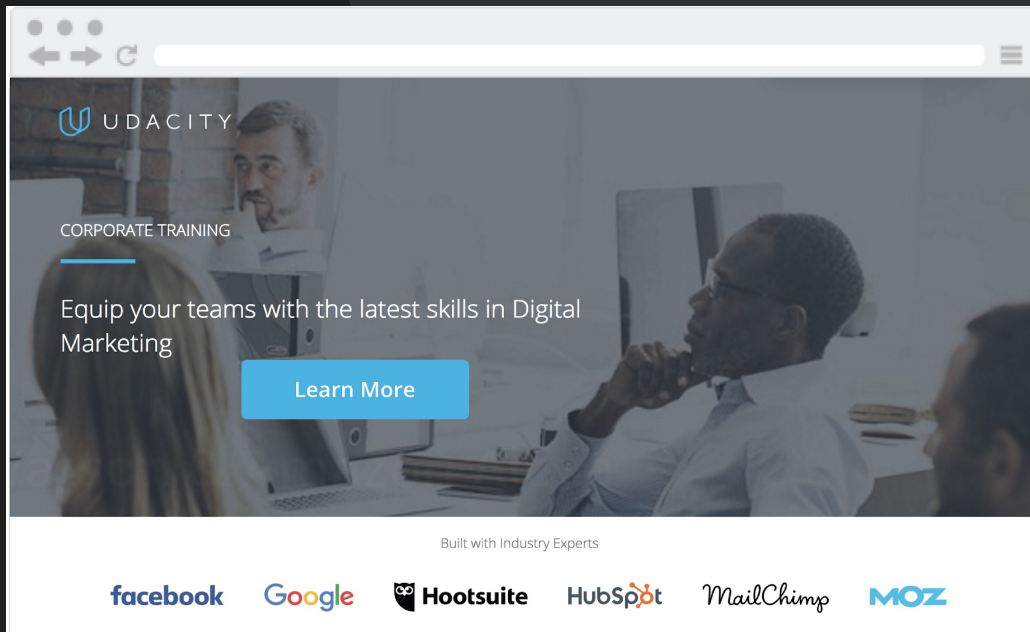 UDACITY
CORPORATE TRAINING
Equip your teams with the latest skills in Digital
Marketing
Learn More
Built with Industry Experts
facebook Google Hootsuite HubSpot MailChimp MOZ